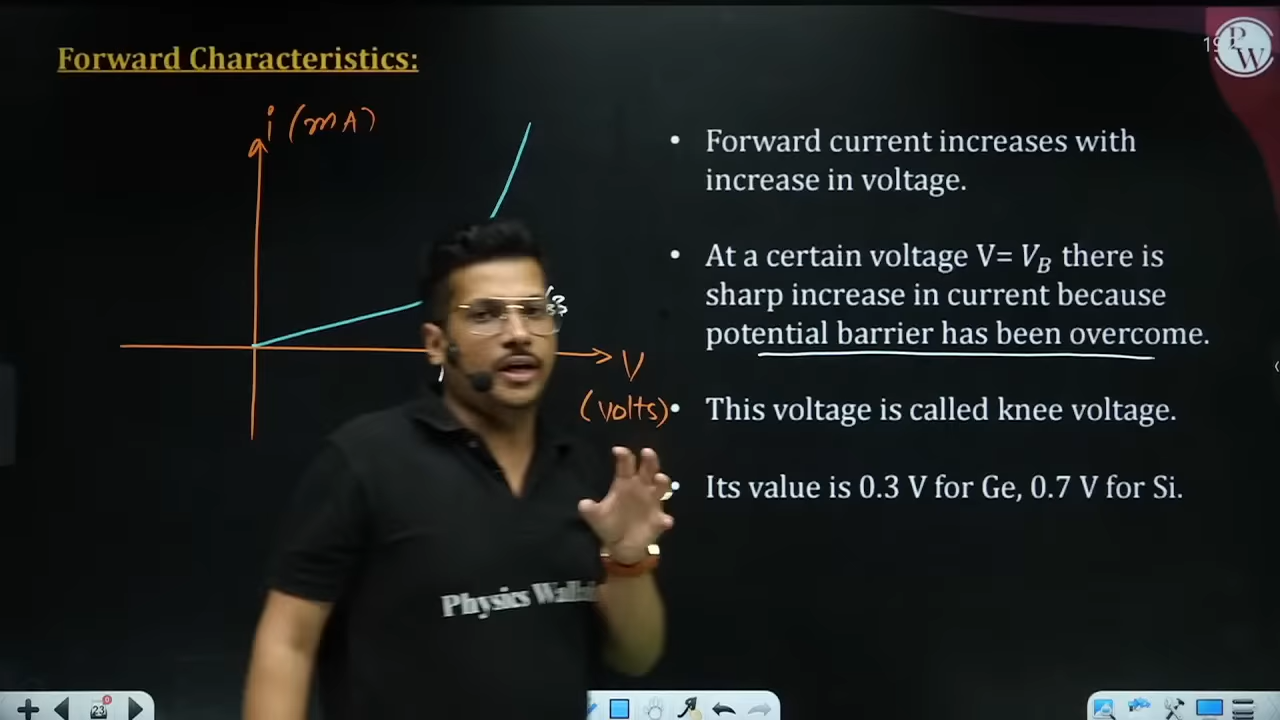 Forward Characteristics:
i (mA)
V
(volts)
• Forward current increases with
increase in voltage.
• At a certain voltage V= V_B there is
sharp increase in current because
potential barrier has been overcome.
• This voltage is called knee voltage.
• Its value is 0.3 V for Ge, 0.7 V for Si.
PW
Physics
23